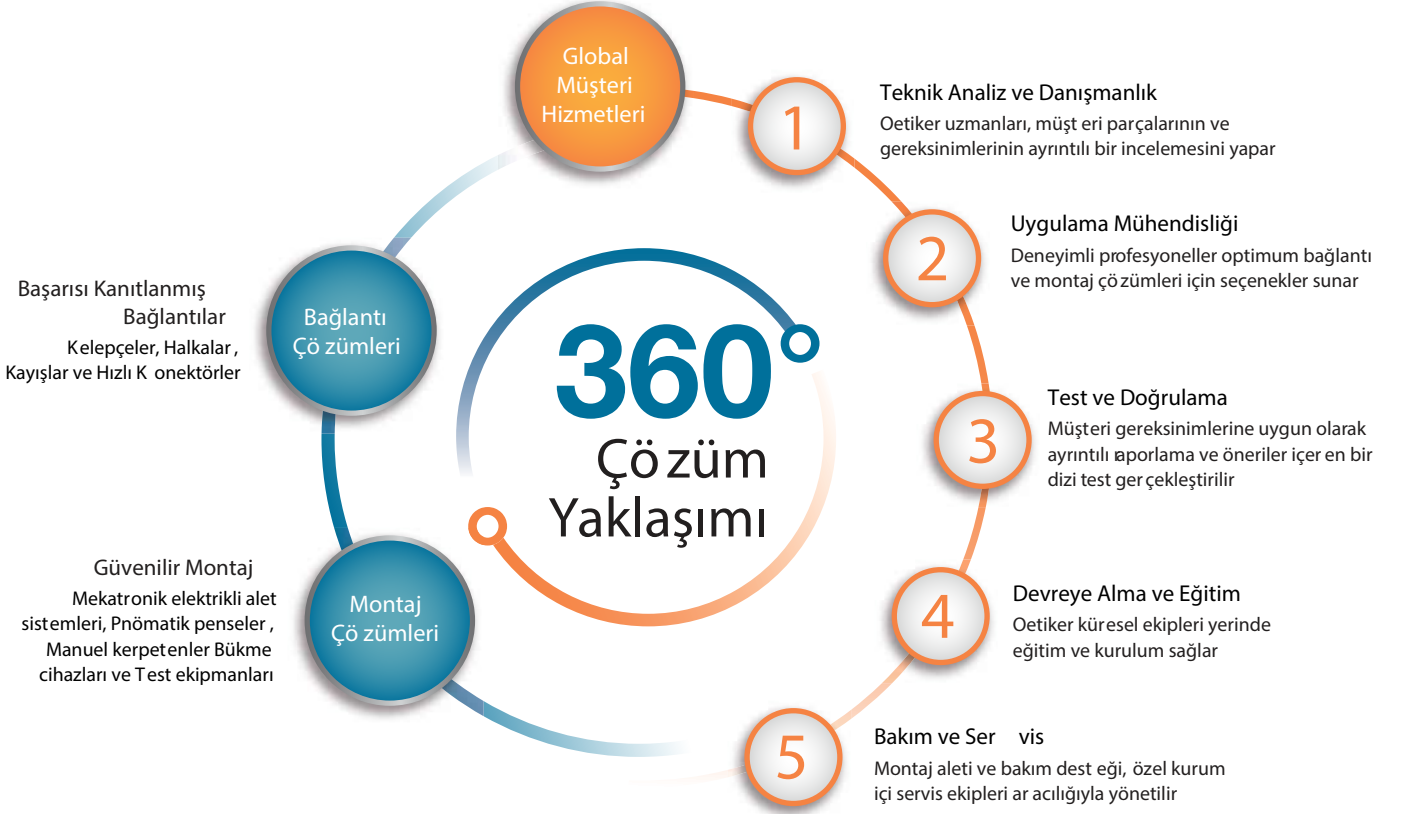 Global
Müşteri
Hizmetleri
1
Teknik Analiz ve Danışmanlık
Oetiker uzmanları, müşt eri parçalarının ve
gereksinimlerinin ayrıntılı bir incelemesini yapar
2
Uygulama Mühendisliği
Deneyimli profesyoneller optimum bağlantı
ve montaj çö zümleri için seçenekler sunar
3
Test ve Doğrulama
Müşteri gereksinimlerine uygun olarak
ayrıntılı raporlama ve öneriler içer en bir
dizi test ger çekleştirilir
4
Devreye Alma ve Eğitim
Oetiker küresel ekipleri yerinde
eğitim ve kurulum sağlar
5
Bakım ve Ser vis
Montaj aleti ve bakım dest eği, özel kurum
içi servis ekipleri ar acılığıyla yönetilir
Bağlantı
Çö zümleri
Başarısı Kanıtlanmış
Bağlantılar
Kelepçeler, Halkalar ,
Kayışlar ve Hızlı K onektörler
Montaj
Çö zümleri
Güvenilir Montaj
Mekatronik elektrikli alet
sistemleri, Pnömatik penseler ,
Manuel kerpetenler Bükme
cihazları ve Test ekipmanları
360°
Çö züm
Yaklaşımı